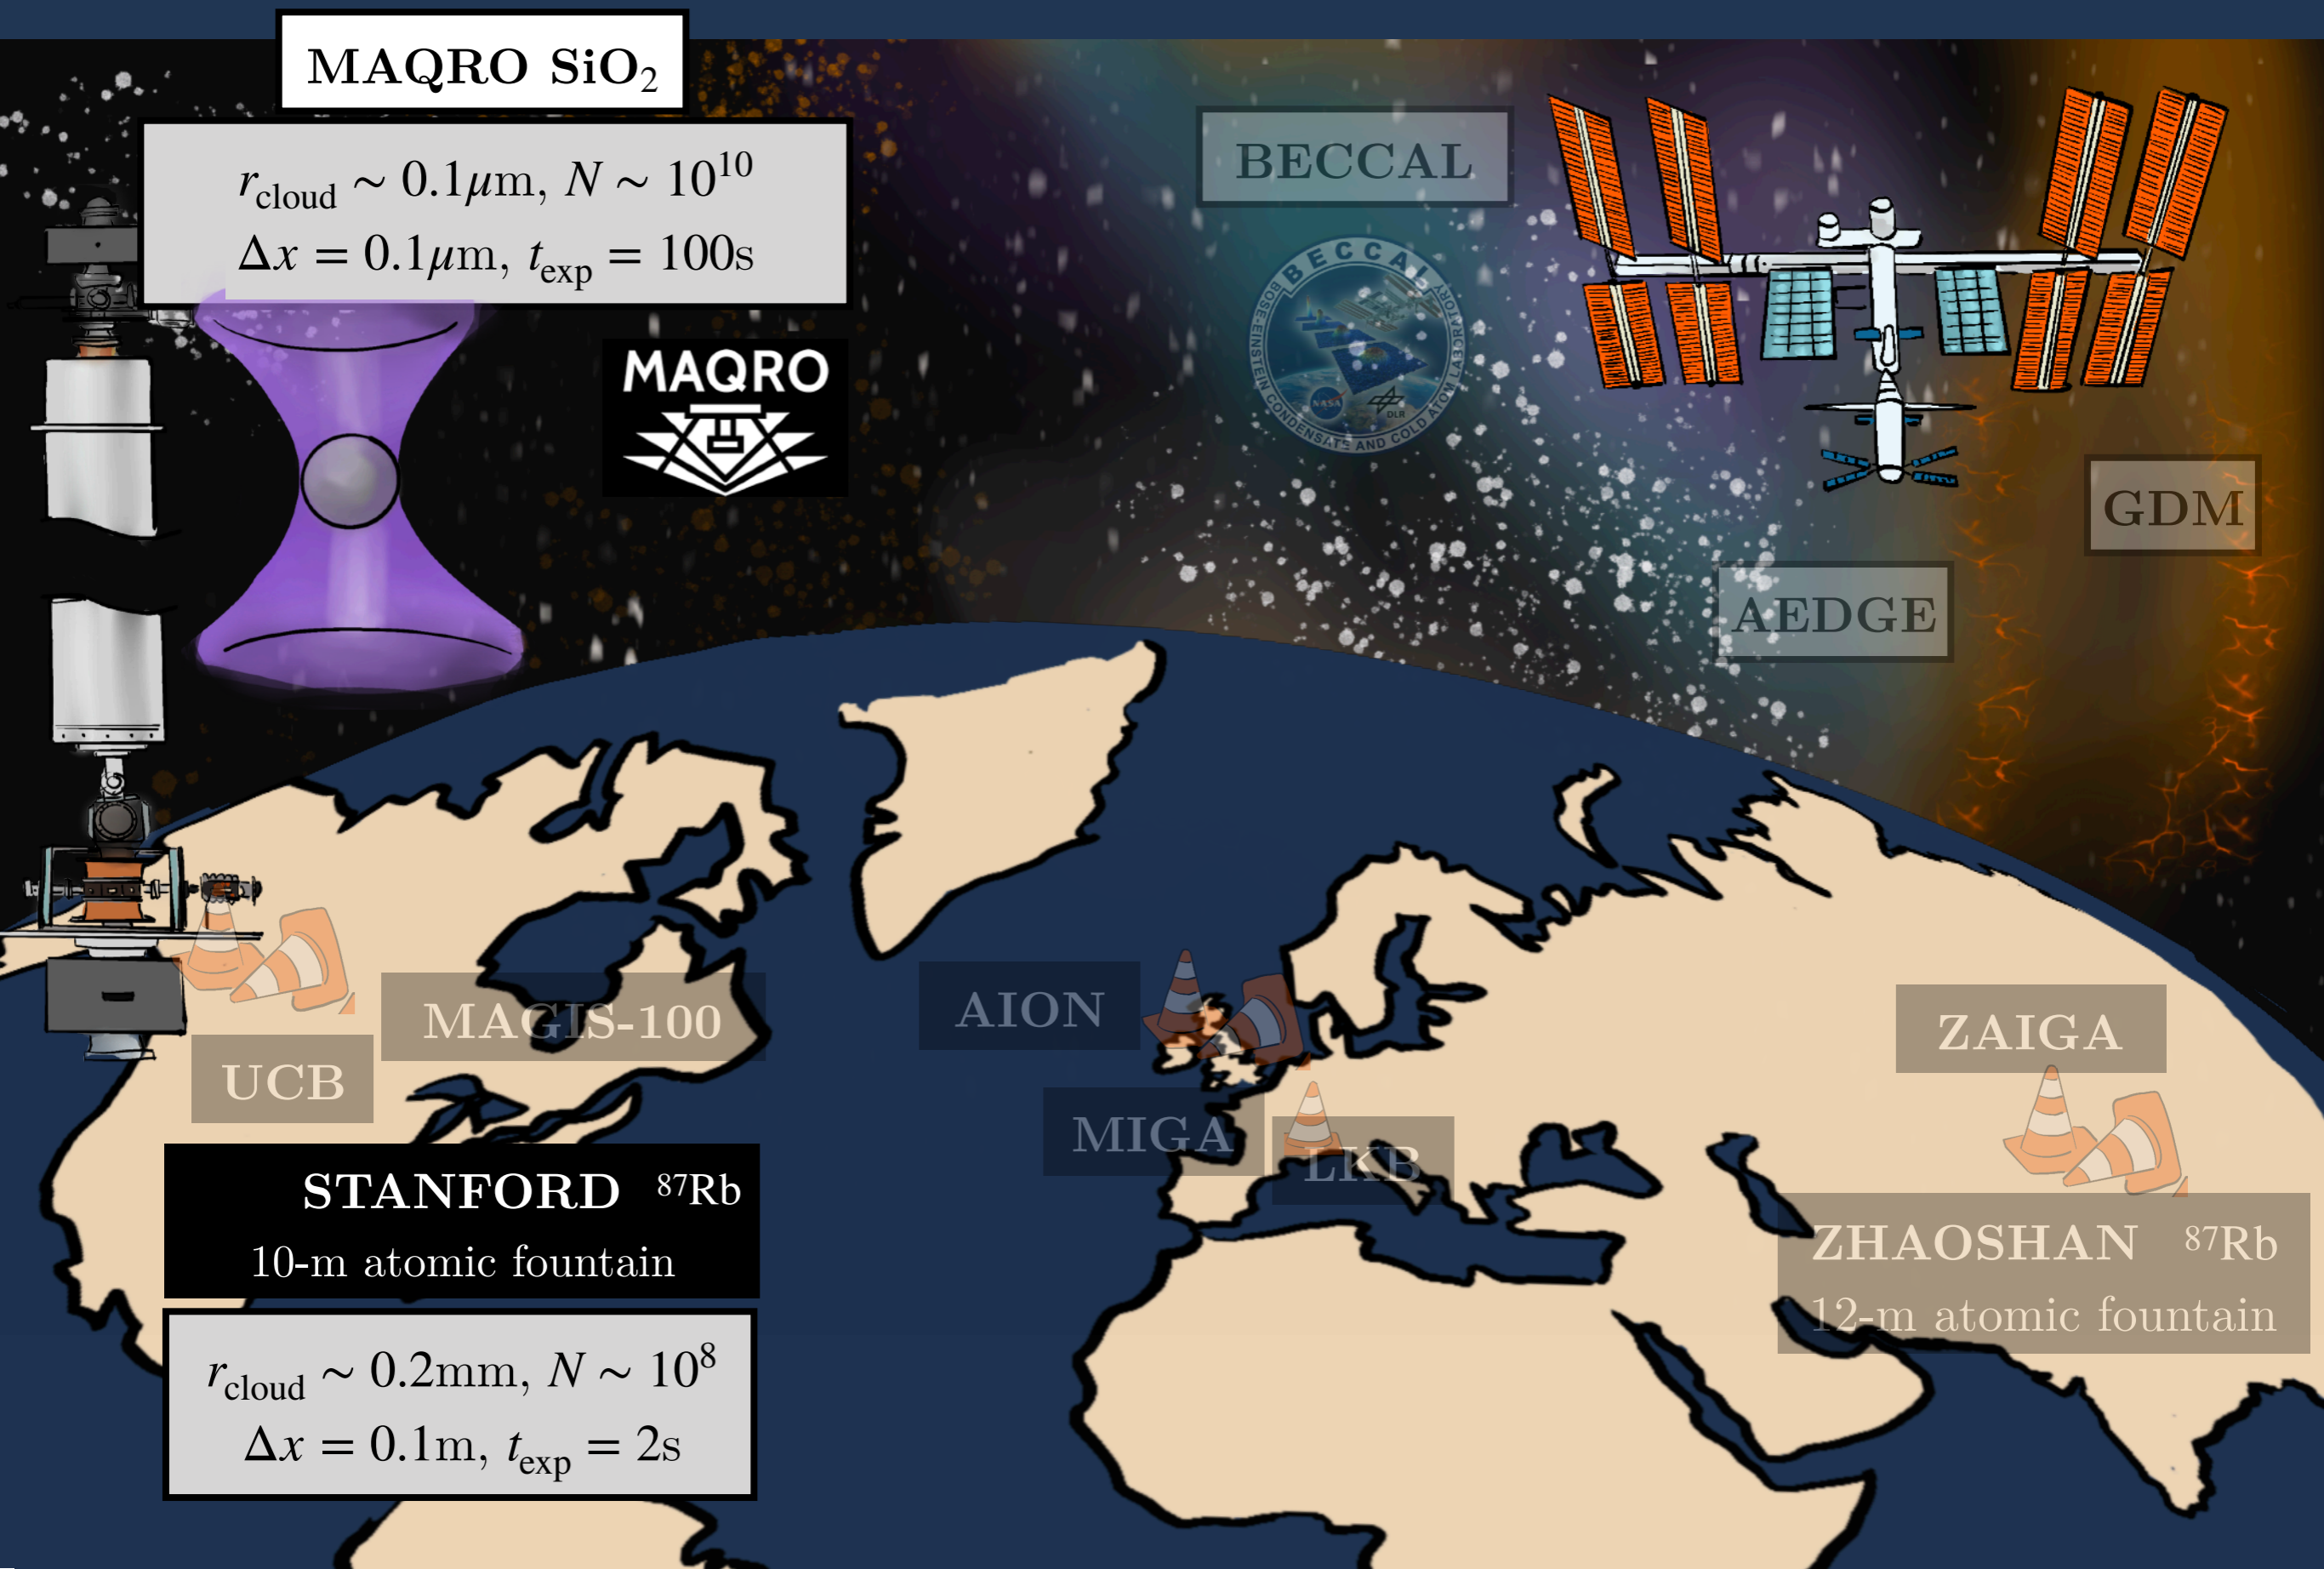 MAQRO SiO₂
r_cloud ∼ 0.1μm, N ∼ 10¹⁰
Δx = 0.1μm, t_exp = 100s
MAQRO
BECCAL
BECCAL
BOSE-EINSTEIN CONDENSATE AND COLD ATOM LABORATORY
NASA
DLR
GDM
AEDGE
MAGIS-100
UCB
AION
MIGA
LKB
ZAIGA
STANFORD ⁸⁷Rb
10-m atomic fountain
r_cloud ∼ 0.2mm, N ∼ 10⁸
Δx = 0.1m, t_exp = 2s
ZHAOSHAN ⁸⁷Rb
12-m atomic fountain